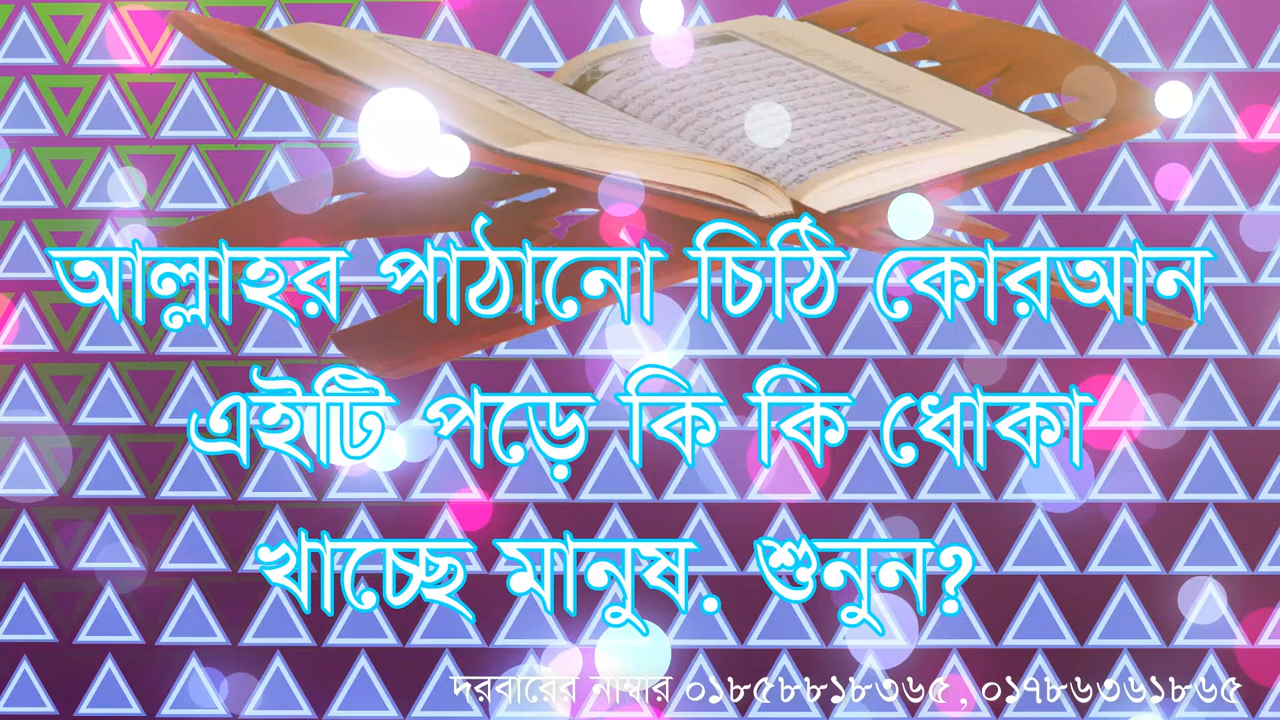 আল্লাহর পাঠানো চিঠি কোরআন
এইটি পড়ে কি কি ধোকা
খাচ্ছে মানুষ. শুনুন?
দরবারের নাম্বার ০১৮৫৮৮১৮৩৬৫ , ০১৭৮৬৩৬১৮৬৫